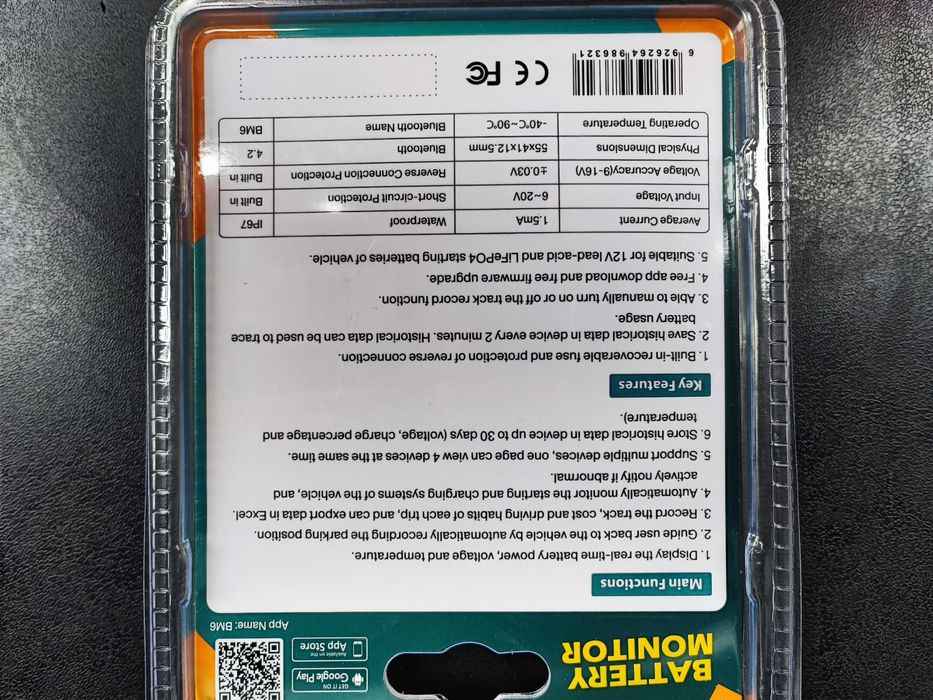 BATTERY
MONITOR
GET IT ON
Google Play
Available on the
App Store
App Name: BM6
Main Functions
1. Display the real-time battery power, voltage and temperature.
2. Guide user back to the vehicle by automatically recording the parking position.
3. Record the track, cost and driving habits of each trip, and can export data in Excel.
4. Automatically monitor the starting and charging systems of the vehicle, and
actively notify if abnormal.
5. Support multiple devices, one page can view 4 devices at the same time.
6. Store historical data in device up to 30 days (voltage, charge percentage and
temperature).
Key Features
1. Built-in recoverable fuse and protection of reverse connection.
2. Save historical data in device every 2 minutes. Historical data can be used to trace
battery usage.
3. Able to manually turn on or off the track record function.
4. Free app download and free firmware upgrade.
5. Suitable for 12V lead-acid and LiFePO4 starting batteries of vehicle.
Average Current 1.5mA Waterproof IP67
Input Voltage 6~20V Short-circuit Protection Built in
Voltage Accuracy(9-16V) ±0.03V Reverse Connection Protection Built in
Physical Dimensions 55x41x12.5mm Bluetooth 4.2
Operating Temperature -40℃~90℃ Bluetooth Name BM6
6 926264 986321
CE FC